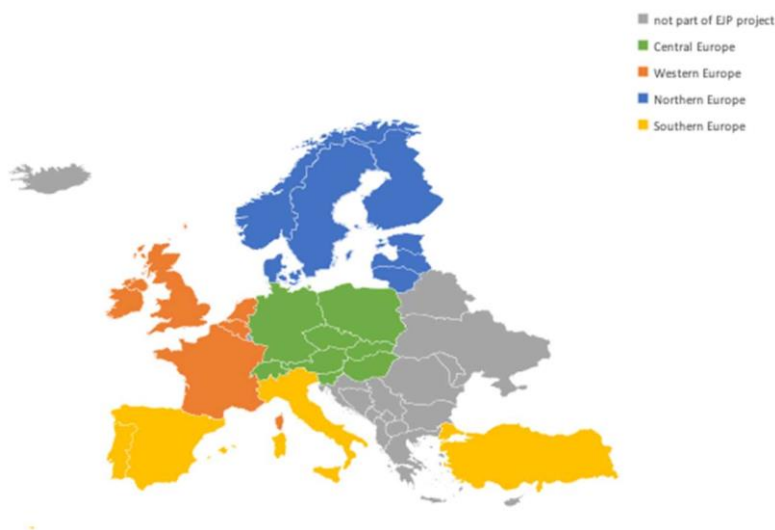 not part of EJP project
Central Europe
Western Europe
Northern Europe
Southern Europe